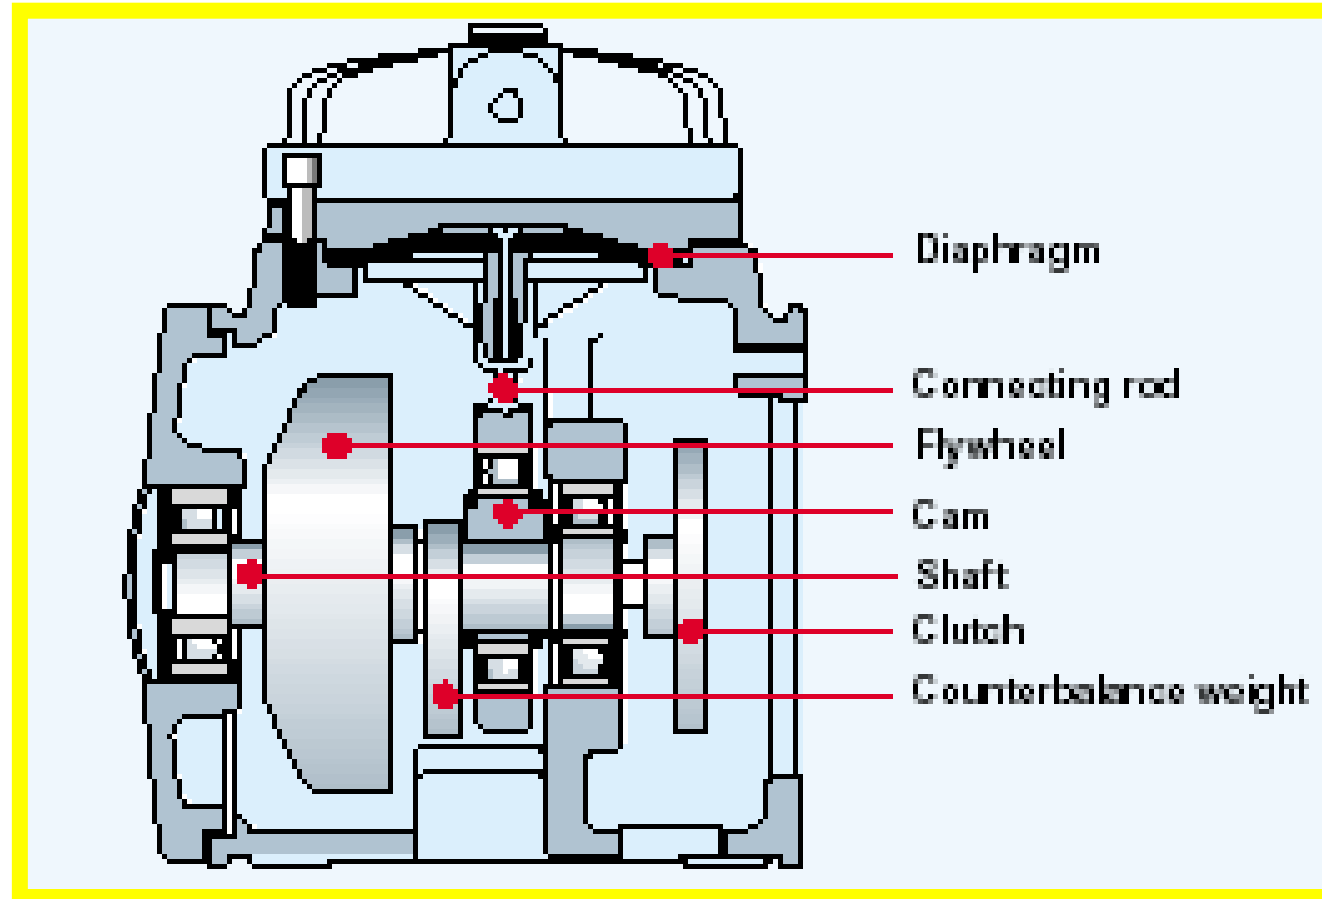 Diaphragm
Connecting rod
Flywheel
Cam
Shaft
Clutch
Counterbalance weight